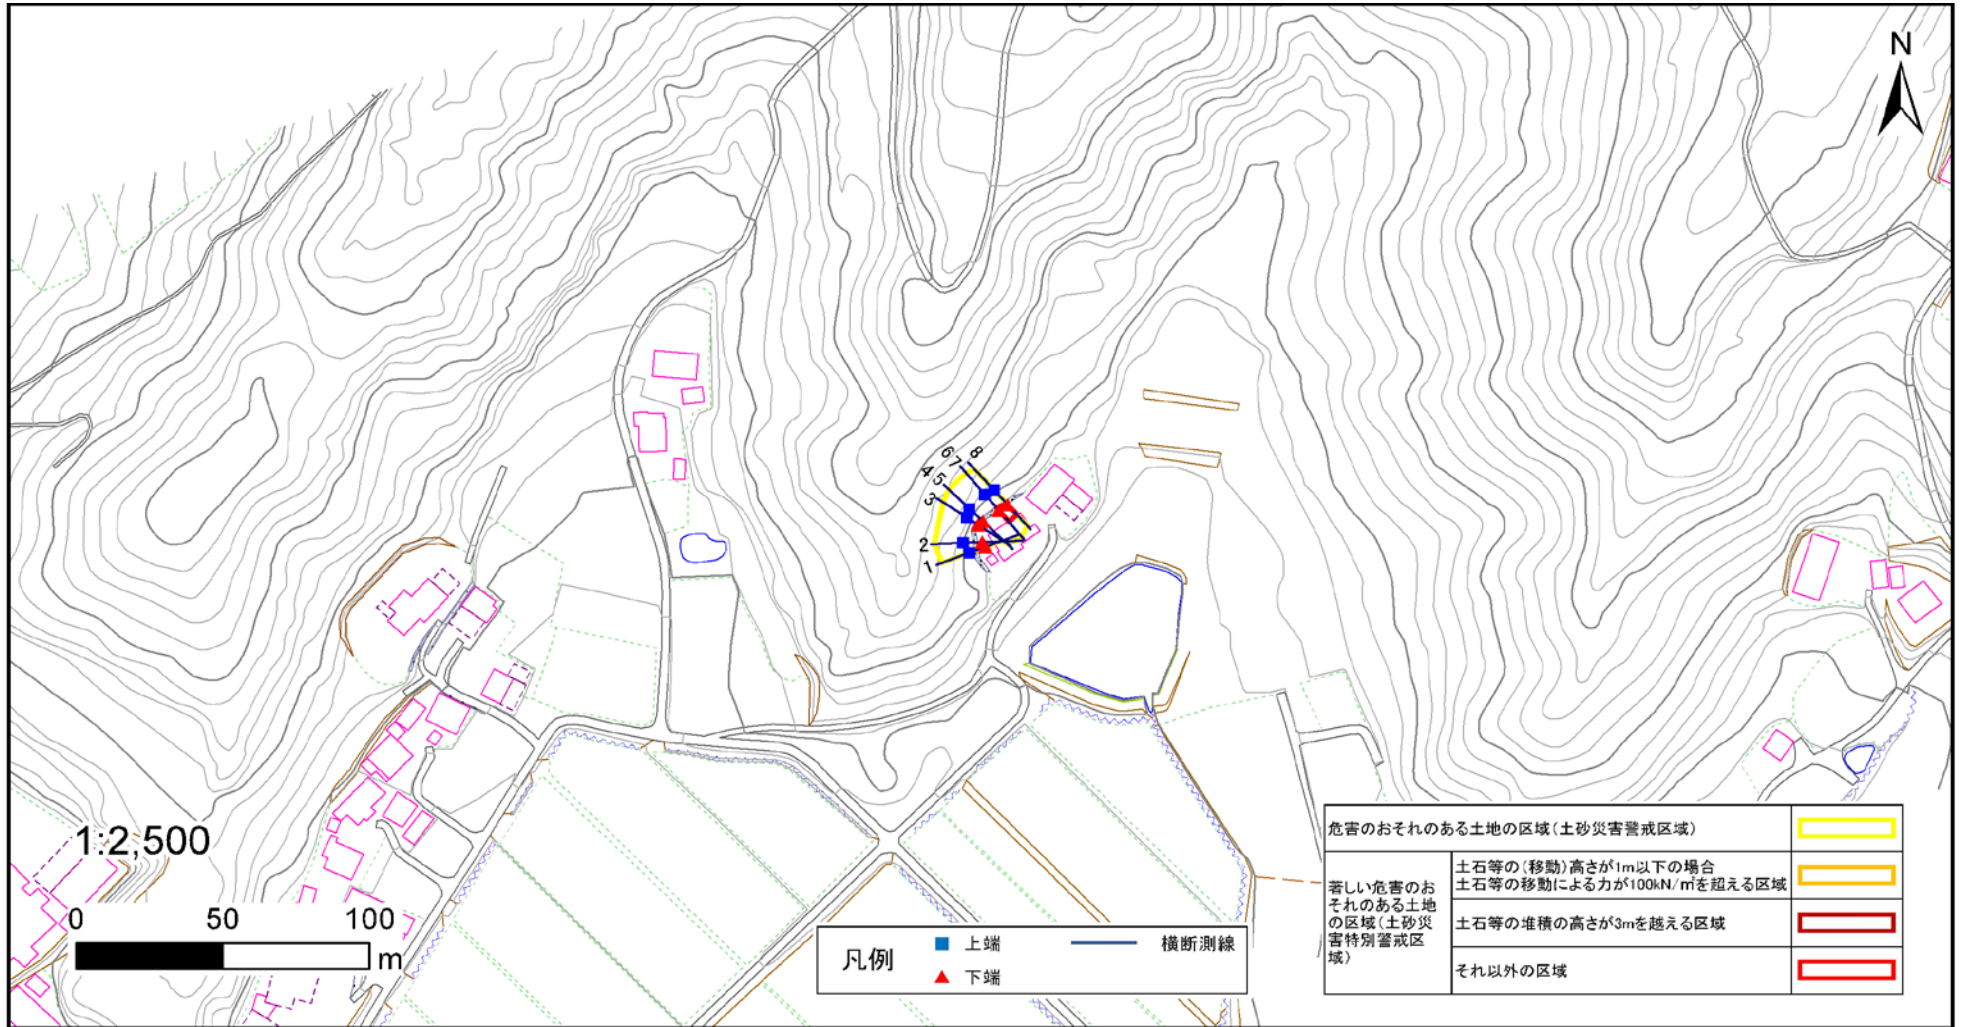 N
6
8
7
4
5
3
2
1
1:2,500
0 50 100
m
凡例
上端
横断測線
下端
危害のおそれのある土地の区域(土砂災害警戒区域)
著しい危害のお
それのある土地
の区域(土砂災
害特別警戒区
域)
土石等の(移動)高さが1m以下の場合
土石等の移動による力が100kN/㎡を超える区域
土石等の堆積の高さが3mを越える区域
それ以外の区域